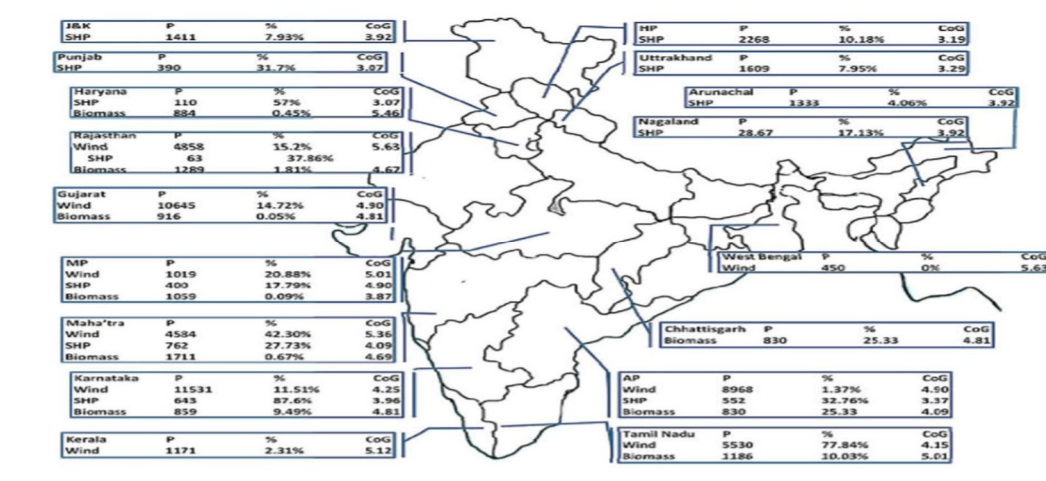 J&K P % CoG
SHP 1411 7.93% 3.92
Punjab P % CoG
SHP 390 31.7% 3.07
Haryana P % CoG
SHP 110 57% 3.07
Biomass 884 0.45% 5.46
Rajasthan P % CoG
Wind 4858 15.2% 5.63
SHP 63 37.86%
Biomass 1289 1.81% 4.67
Gujarat P % CoG
Wind 10645 14.72% 4.90
Biomass 916 0.05% 4.81
MP P % CoG
Wind 1019 20.88% 5.01
SHP 400 17.79% 4.90
Biomass 1059 0.09% 3.87
Maha'tra P % CoG
Wind 4584 42.30% 5.36
SHP 762 27.73% 4.09
Biomass 1711 0.67% 4.69
Karnataka P % CoG
Wind 11531 11.51% 4.25
SHP 643 87.6% 3.96
Biomass 859 9.49% 4.81
Kerala P % CoG
Wind 1171 2.31% 5.12
HP P % CoG
SHP 2268 10.18% 3.19
Uttrakhand P % CoG
SHP 1609 7.95% 3.29
Arunachal P % CoG
SHP 1333 4.06% 3.92
Nagaland P % CoG
SHP 28.67 17.13% 3.92
West Bengal P % CoG
Wind 450 0% 5.63
Chhattisgarh P % CoG
Biomass 830 25.33 4.81
AP P % CoG
Wind 8968 1.37% 4.90
SHP 552 32.76% 3.37
Biomass 830 25.33 4.09
Tamil Nadu P % CoG
Wind 5530 77.84% 4.15
Biomass 1186 10.03% 5.01